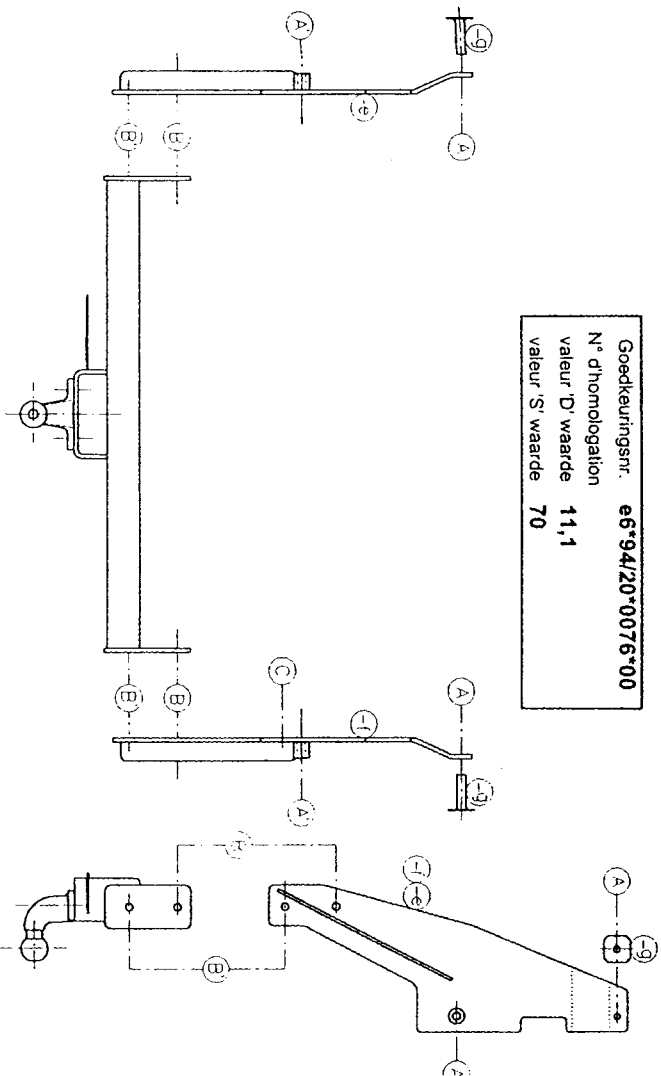 Goedkeuringsnr. e6*94/20*0076*00
N° d'homologation
valeur 'D' waarde 11,1
valeur 'S' waarde 70
-g
A
-e
A
B
B
A
-g
-f
C
A
B
B
A
-g
-f
-e
A
B
B